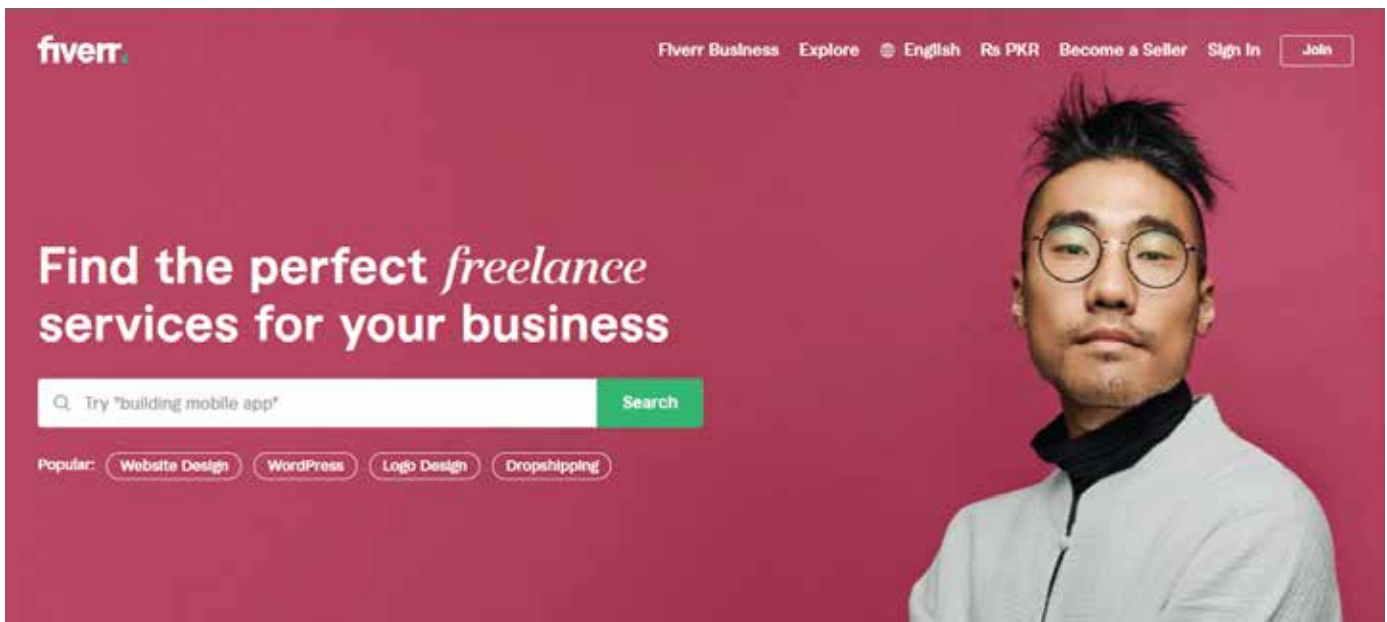 fiverr.
Fiverr Business Explore English Rs PKR Become a Seller Sign In Join
Find the perfect freelance
services for your business
Try "building mobile app" Search
Popular: Website Design WordPress Logo Design Dropshipping